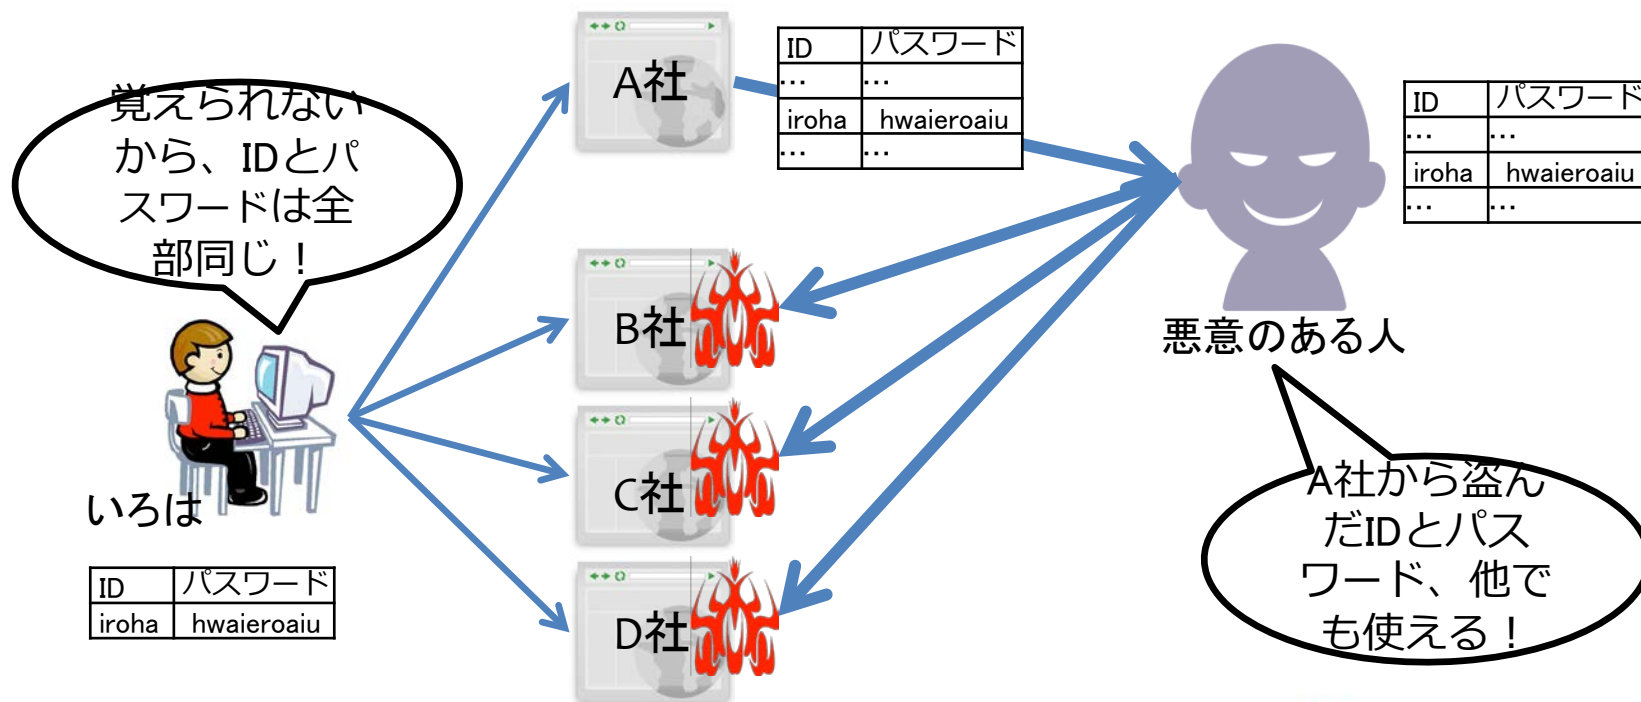 覚えられない
から、IDとパ
スワードは全
部同じ！
いろは
ID パスワード
iroha hwaieroaiu
A社
B社
C社
D社
ID パスワード
… …
iroha hwaieroaiu
… …
悪意のある人
ID パスワード
… …
iroha hwaieroaiu
… …
A社から盗ん
だIDとパス
ワード、他で
も使える！